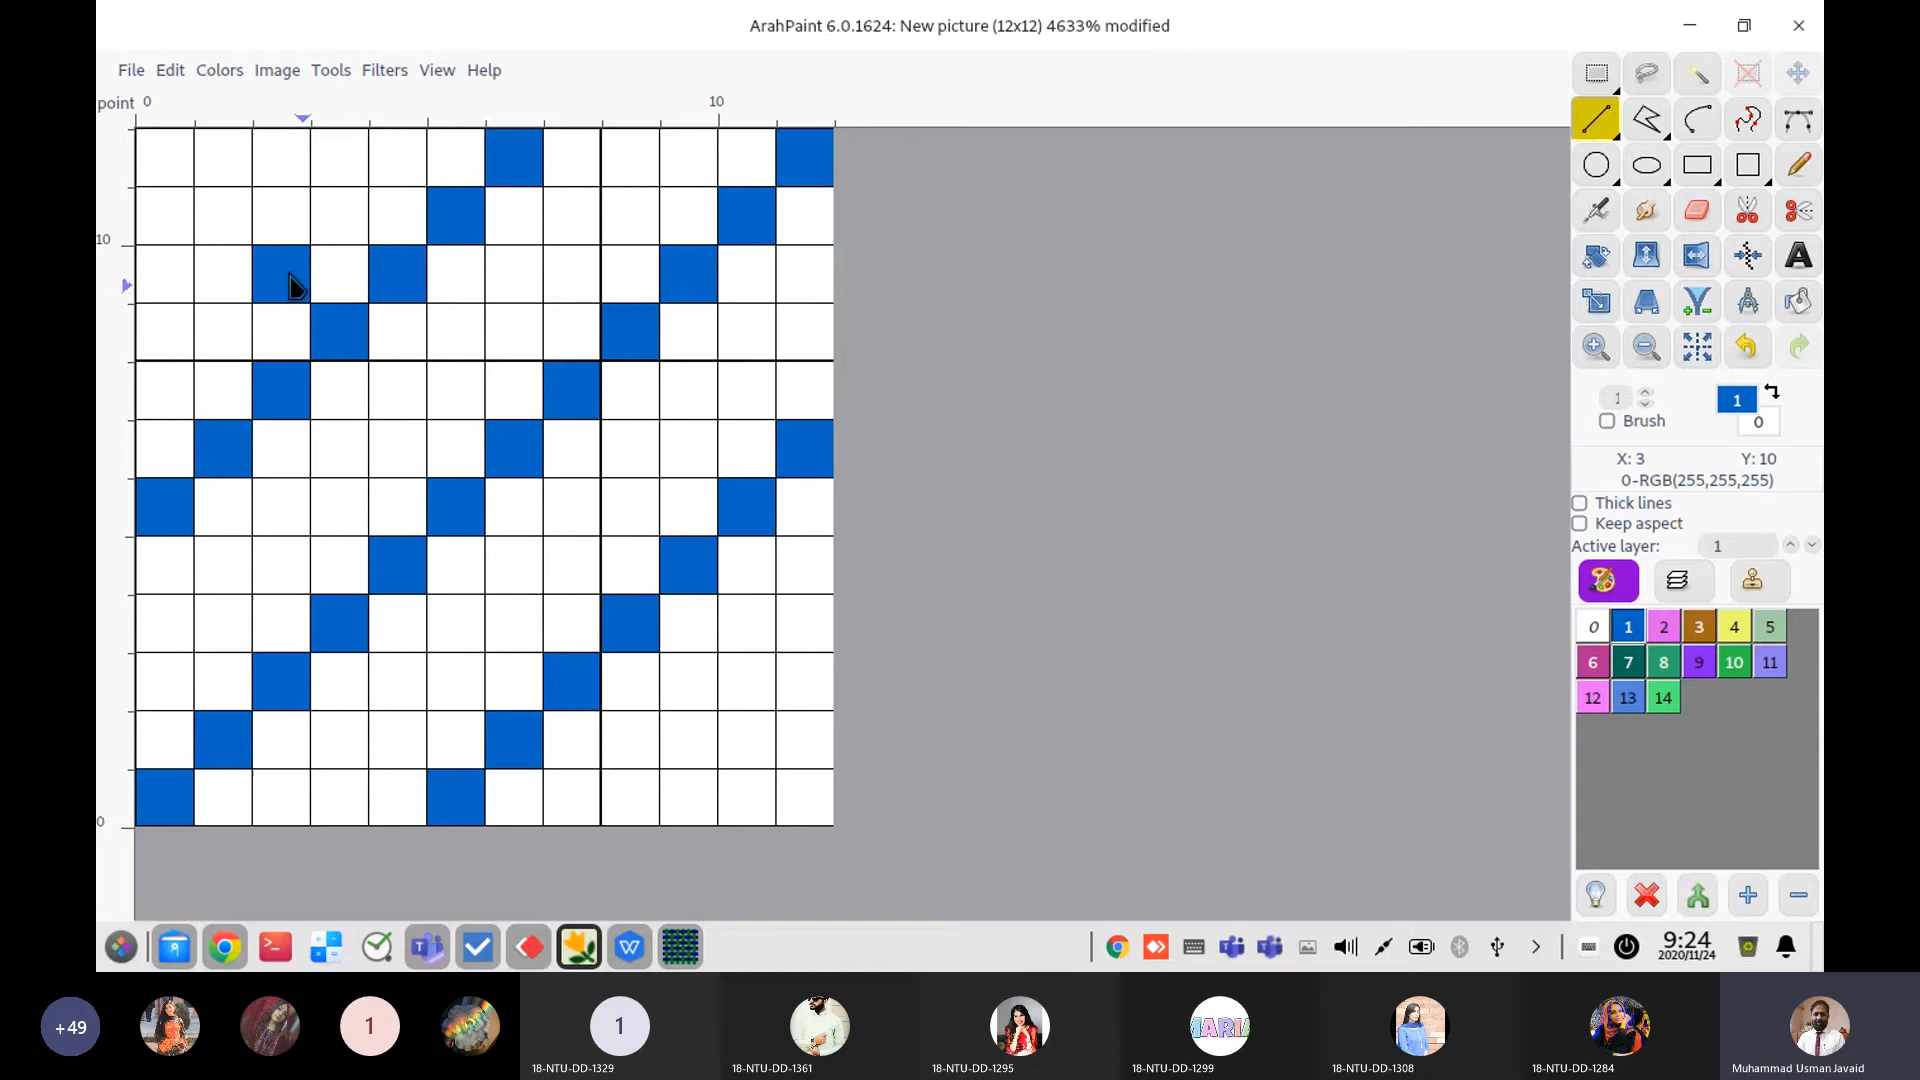 ArahPaint 6.0.1624: New picture (12x12) 4633% modified
File Edit Colors Image Tools Filters View Help
point 0 10
10
0
A
1
1
Brush
0
X: 3 Y: 10
0-RGB(255,255,255)
Thick lines
Keep aspect
Active layer: 1
0 1 2 3 4 5
6 7 8 9 10 11
12 13 14
9:24
2020/11/24
+49
1
1
MARIA
18-NTU-DD-1329
18-NTU-DD-1361
18-NTU-DD-1295
18-NTU-DD-1299
18-NTU-DD-1308
18-NTU-DD-1284
Muhammad Usman Javaid